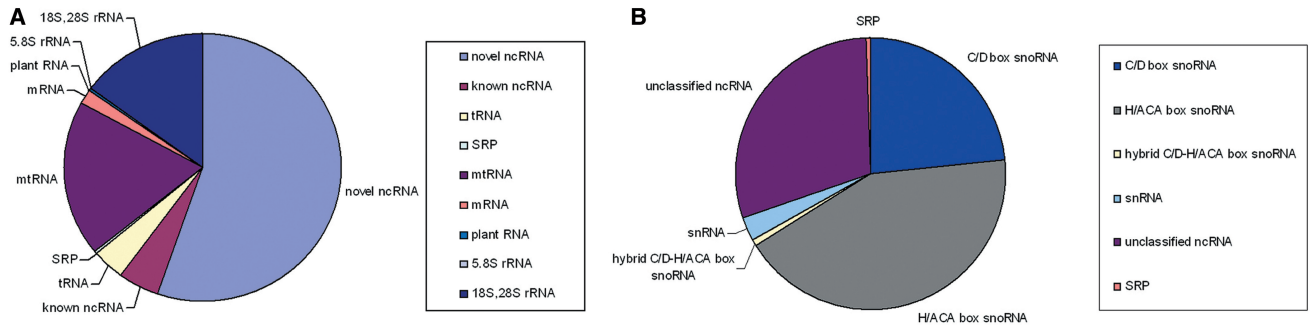 A
18S,28S rRNA
5.8S rRNA
plant RNA
mRNA
mtRNA
SRP
tRNA
known ncRNA
novel ncRNA
novel ncRNA
known ncRNA
tRNA
SRP
mtRNA
mRNA
plant RNA
5.8S rRNA
18S,28S rRNA
B
SRP
C/D box snoRNA
unclassified ncRNA
snRNA
hybrid C/D-H/ACA box
snoRNA
H/ACA box snoRNA
C/D box snoRNA
H/ACA box snoRNA
hybrid C/D-H/ACA box snoRNA
snRNA
unclassified ncRNA
SRP